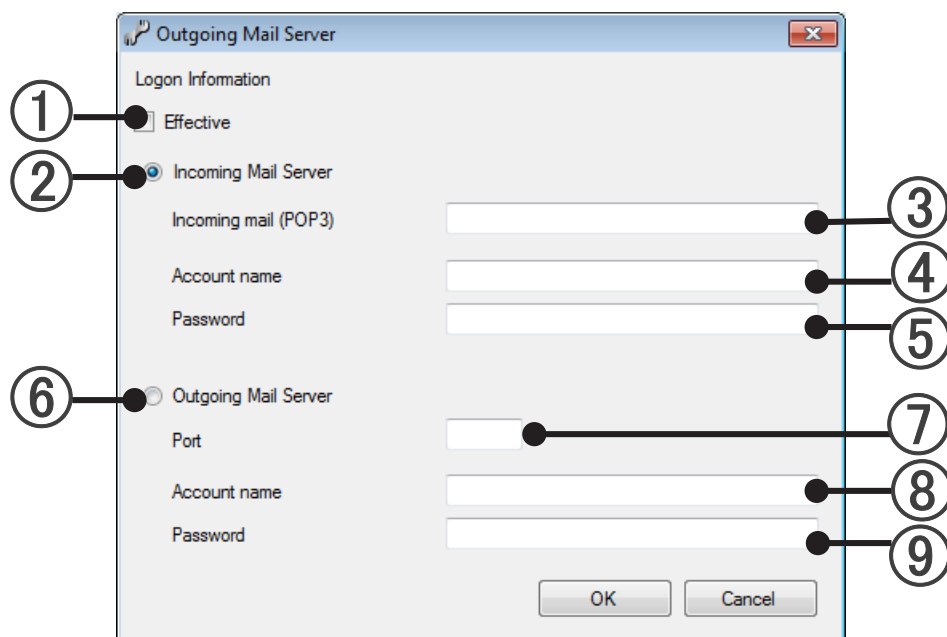 Outgoing Mail Server
Logon Information
① Effective
② Incoming Mail Server
Incoming mail (POP3) ③
Account name ④
Password ⑤
⑥ Outgoing Mail Server
Port ⑦
Account name ⑧
Password ⑨
OK Cancel